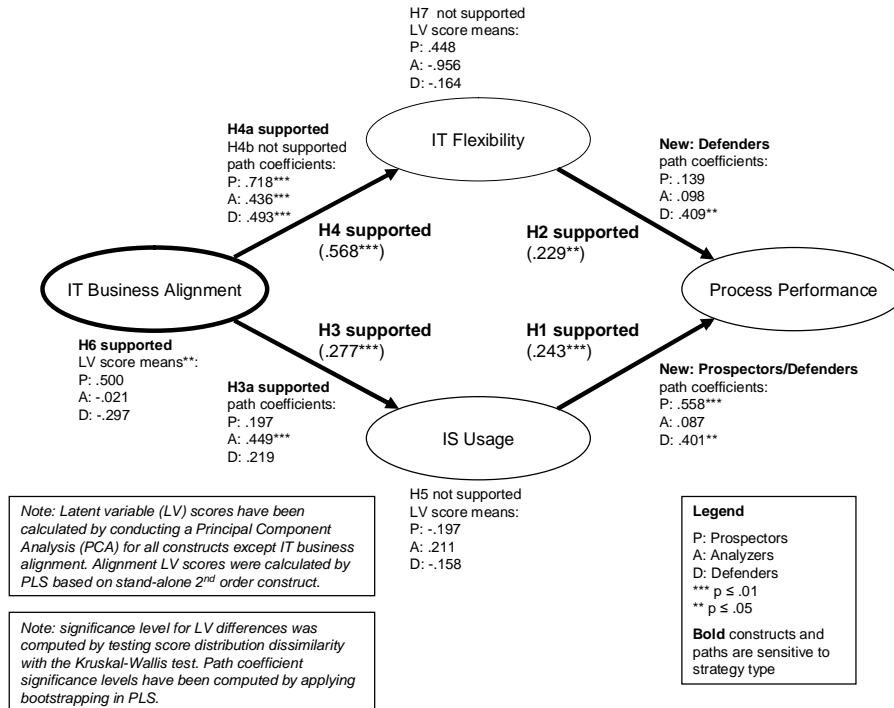 H7  not supported
LV score means:
P: .448
A: -.956
D: -.164
IT Flexibility
H4a supported
H4b not supported
path coefficients:
P: .718***
A: .436***
D: .493***
New: Defenders
path coefficients:
P: .139
A: .098
D: .409**
H4 supported
(.568***)
H2 supported
(.229**)
IT Business Alignment
Process Performance
H6 supported
LV score means**:
P: .500
A: -.021
D: -.297
H3 supported
(.277***)
H1 supported
(.243***)
H3a supported
path coefficients:
P: .197
A: .449***
D: .219
New: Prospectors/Defenders
path coefficients:
P: .558***
A: .087
D: .401**
IS Usage
H5 not supported
LV score means:
P: -.197
A: .211
D: -.158
Note: Latent variable (LV) scores have been
calculated by conducting a Principal Component
Analysis (PCA) for all constructs except IT business
alignment. Alignment LV scores were calculated by
PLS based on stand-alone 2nd order construct.
Note: significance level for LV differences was
computed by testing score distribution dissimilarity
with the Kruskal-Wallis test. Path coefficient
significance levels have been computed by applying
bootstrapping in PLS.
Legend
P: Prospectors
A: Analyzers
D: Defenders
*** p ≤ .01
** p ≤ .05
Bold constructs and
paths are sensitive to
strategy type